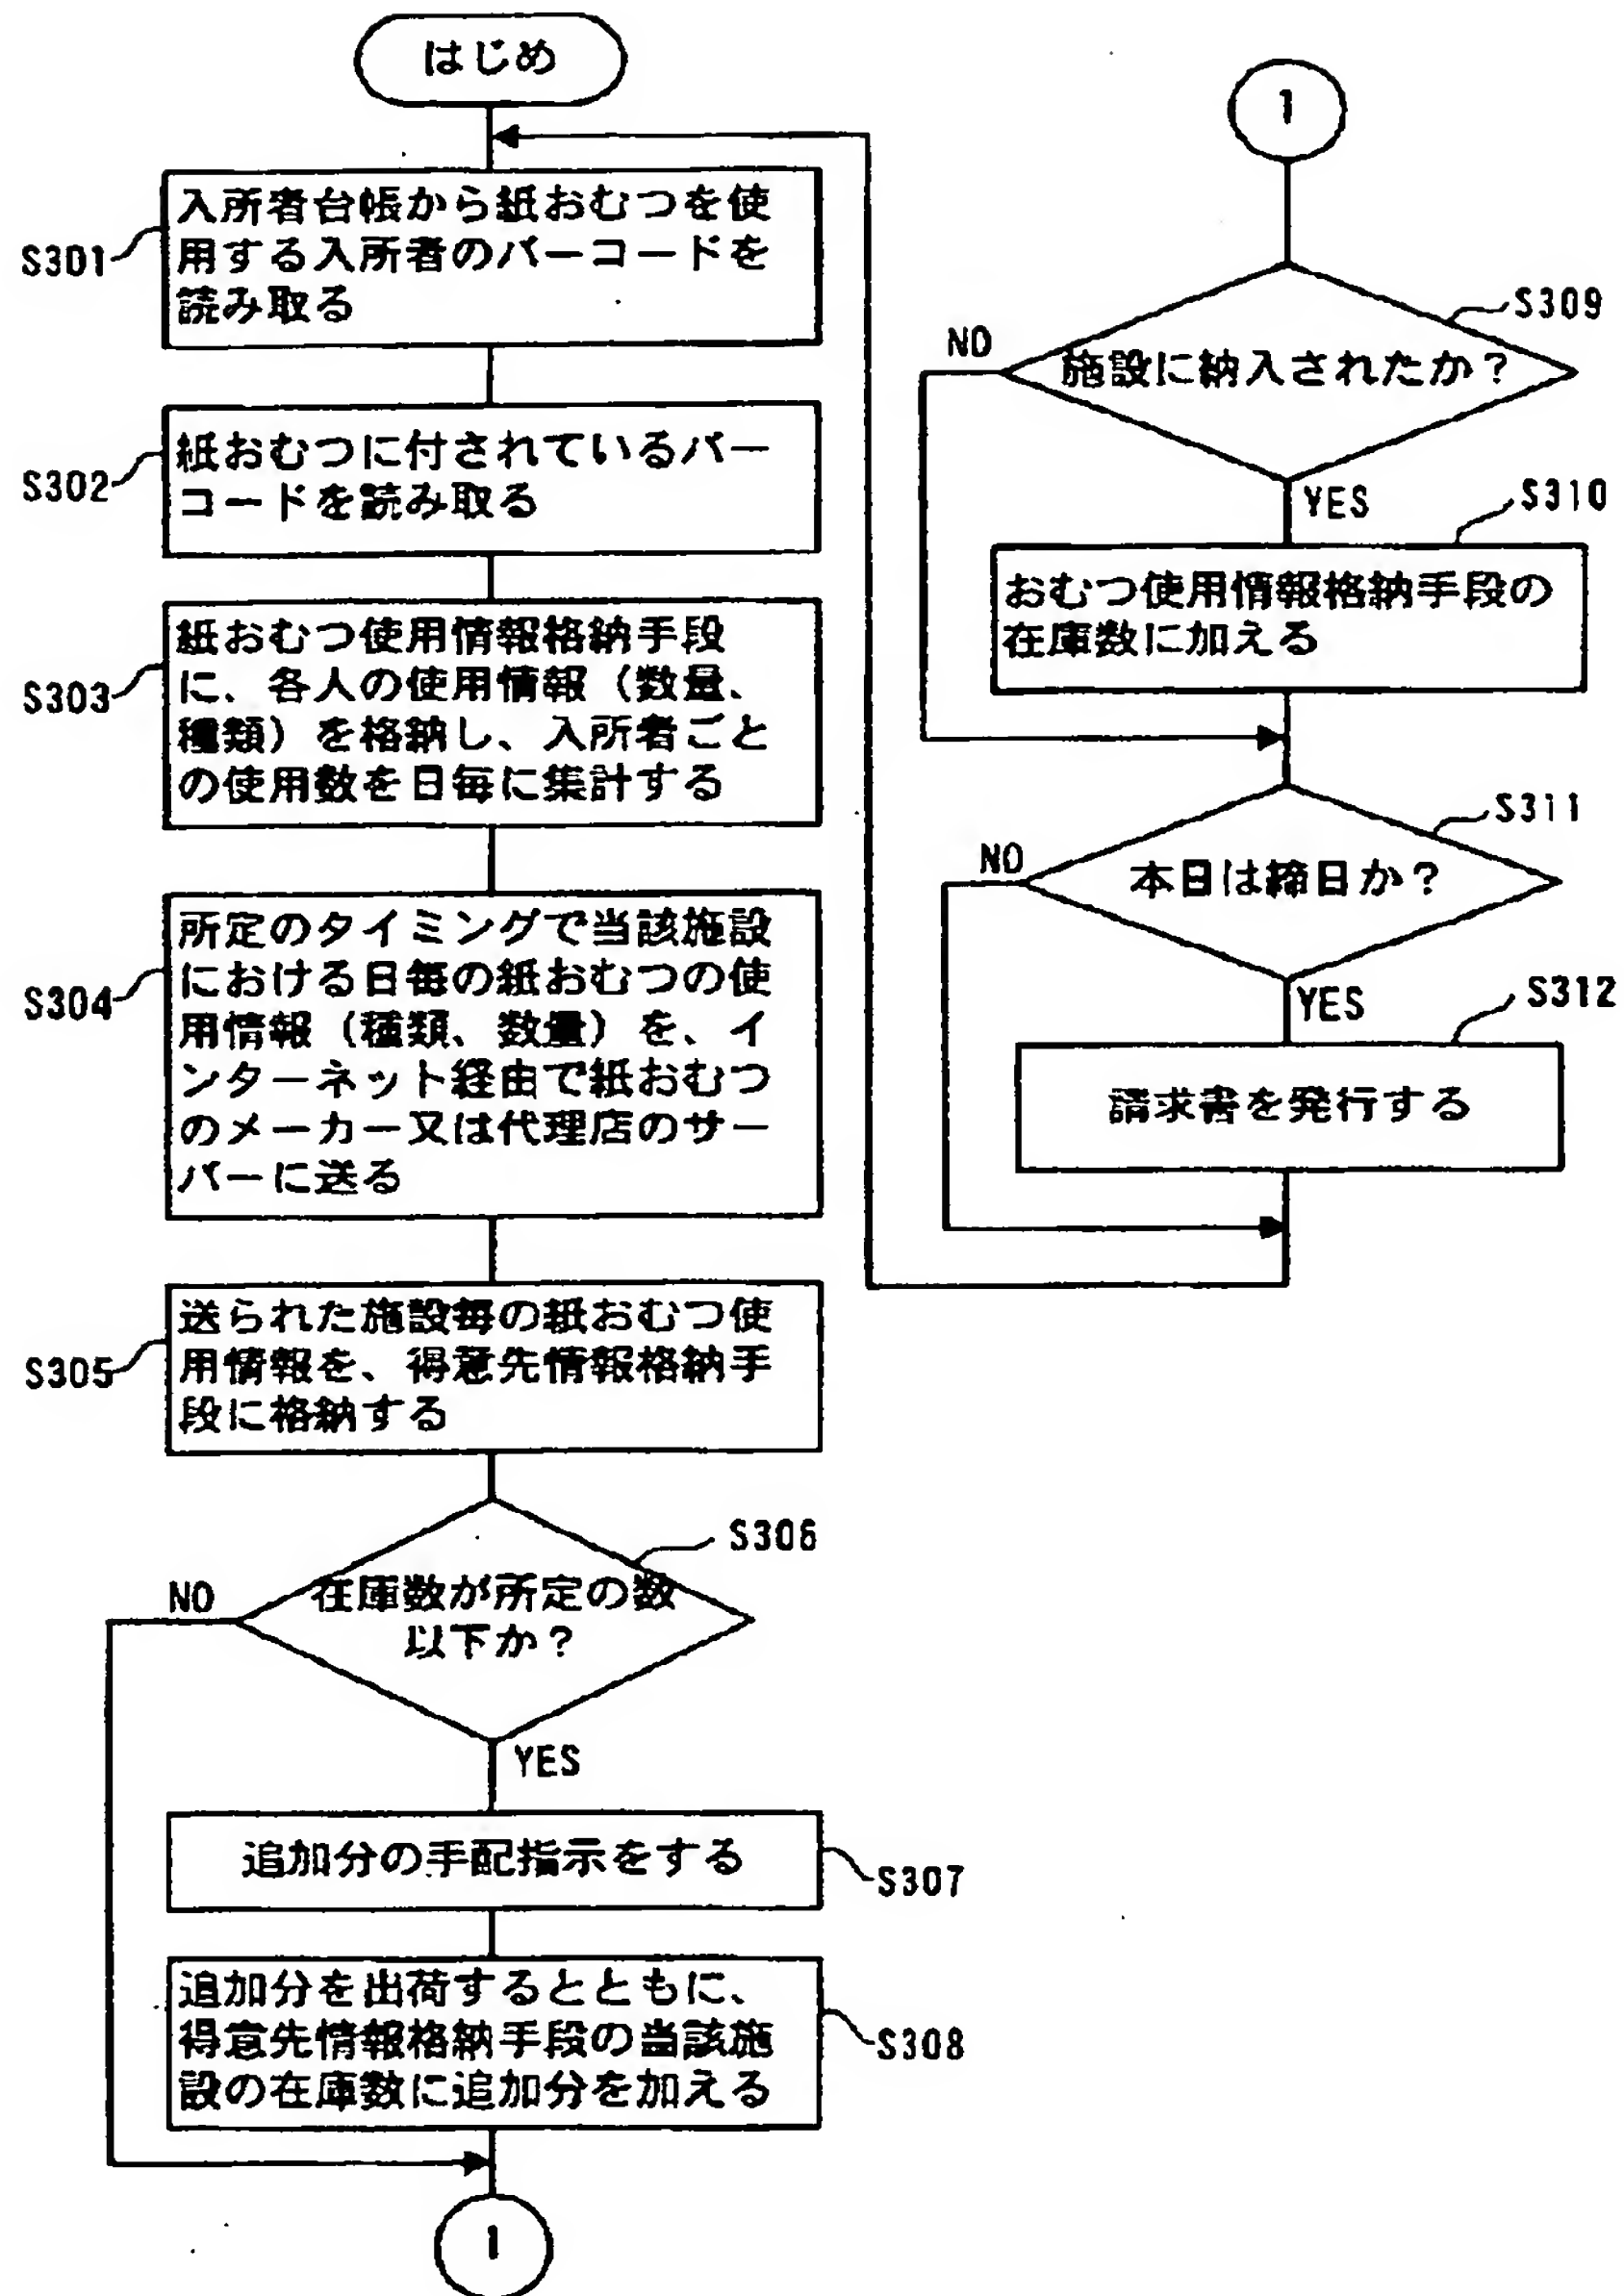 はじめ
S301
入所者台帳から紙おむつを使
用する入所者のバーコードを
読み取る
S302
紙おむつに付されているバー
コードを読み取る
S303
紙おむつ使用情報格納手段
に、各人の使用情報（数量、
種類）を格納し、入所者ごと
の使用数を日毎に集計する
S304
所定のタイミングで当該施設
における日毎の紙おむつの使
用情報（種類、数量）を、イ
ンターネット経由で紙おむつ
のメーカー又は代理店のサー
バーに送る
S305
送られた施設毎の紙おむつ使
用情報を、得意先情報格納手
段に格納する
S306
NO
在庫数が所定の数
以下か？
YES
追加分の手配指示をする
S307
追加分を出荷するとともに、
得意先情報格納手段の当該施
設の在庫数に追加分を加える
S308
1
1
S309
NO
施設に納入されたか？
YES
S310
おむつ使用情報格納手段の
在庫数に加える
S311
NO
本日は締日か？
YES
S312
請求書を発行する